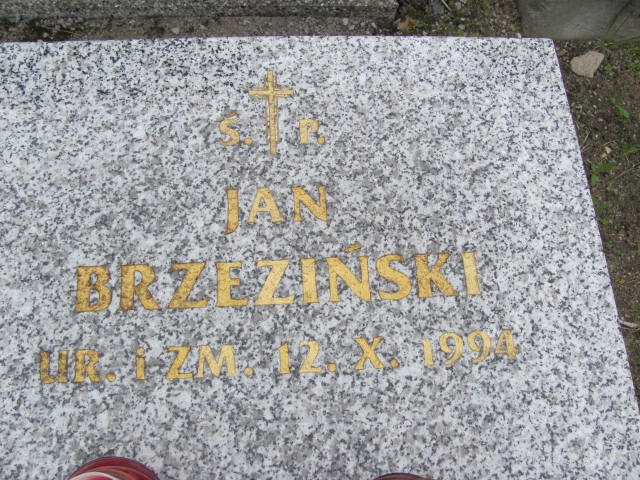 Ś. P.
JAN
BRZEZIŃSKI
UR. i ZM. 12. X. 1994